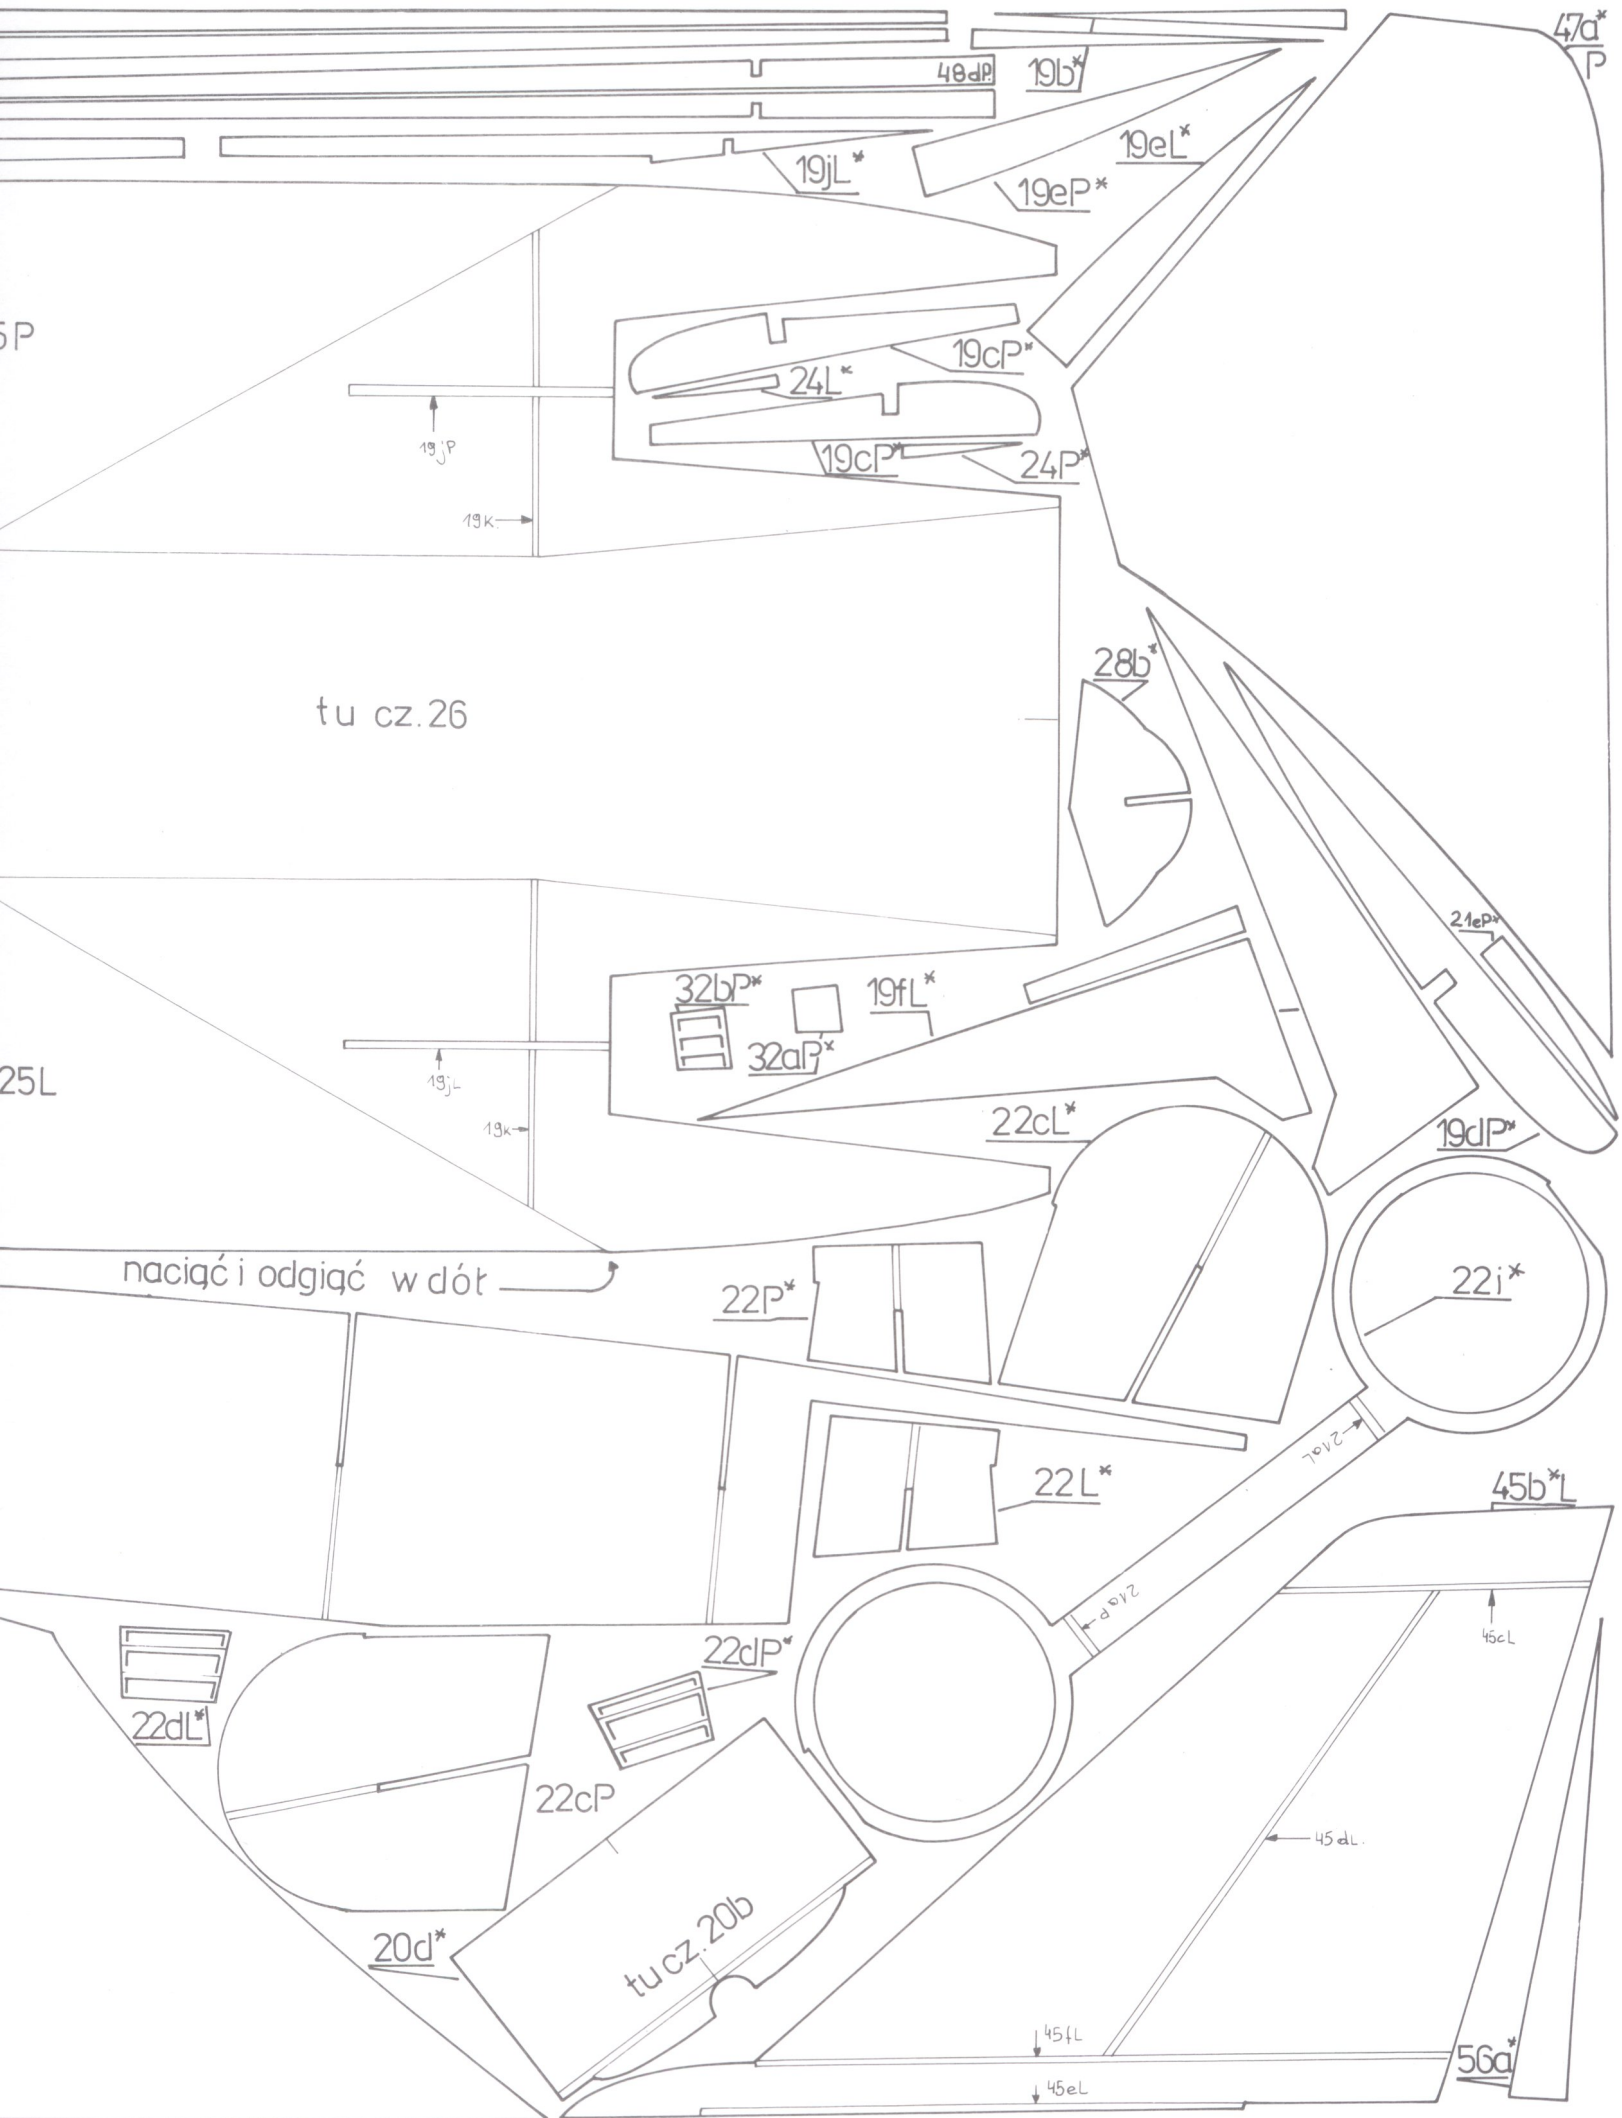 47a*
P
48dP.
19b*
19jL*
19eL*
19eP*
5P
19cP*
24L*
19jP
19cP*
24P*
19k
28b*
tu cz.26
21eP*
32bP*
19fL*
32aP*
25L
19jL
22cL*
19dP*
19k
naciąć i odgiąć w dół
22P*
22i*
21aL
22L*
45b*L
21aP
45cL
22dP*
22dL*
22cP
45dL.
20d*
tu cz.20b
45fL
56a*
45eL